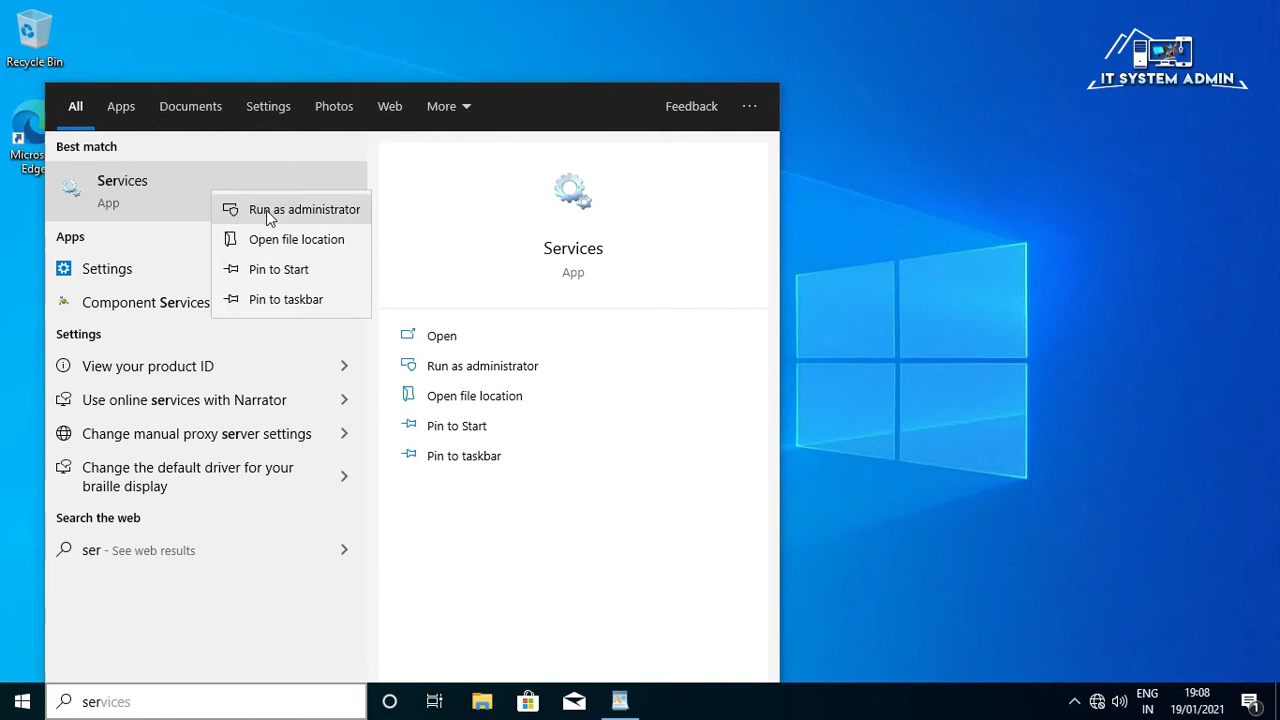 Recycle Bin
IT SYSTEM ADMIN
Micros
Edge
All
Apps
Documents
Settings
Photos
Web
More
Feedback
Best match
Services
App
Run as administrator
Open file location
Pin to Start
Pin to taskbar
Apps
Settings
Component Services
Settings
View your product ID
Use online services with Narrator
Change manual proxy server settings
Change the default driver for your
braille display
Search the web
ser - See web results
Services
App
Open
Run as administrator
Open file location
Pin to Start
Pin to taskbar
services
ENG
IN
19:08
19/01/2021
1